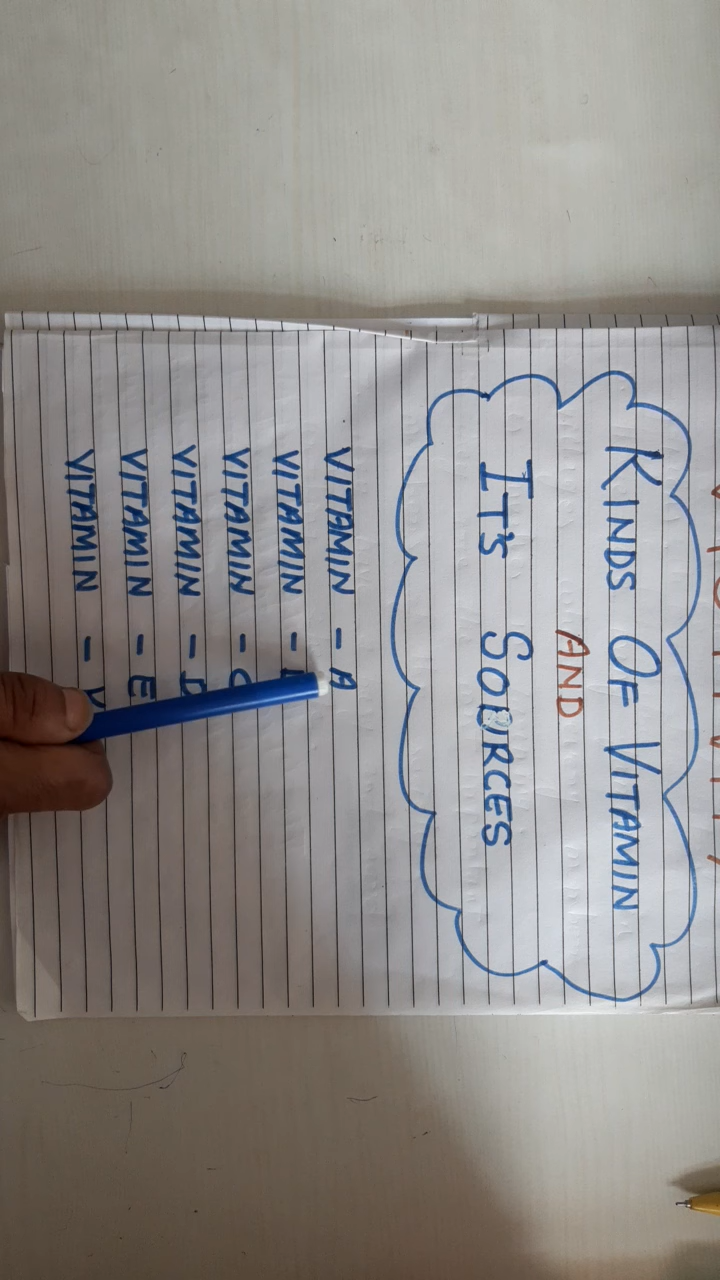 KINDS OF VITAMIN
AND
IT'S SOURCES
VITAMIN - A
VITAMIN -
VITAMIN - C
VITAMIN - D
VITAMIN - E
VITAMIN -